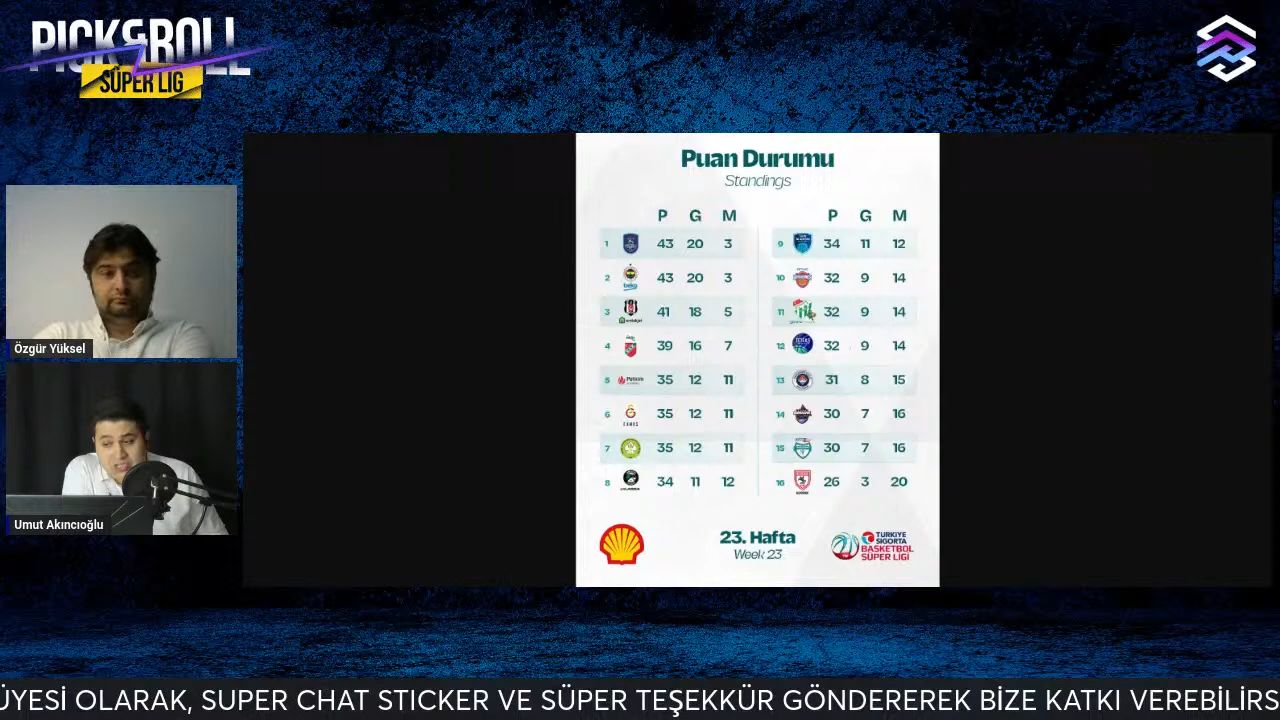 PICK&ROLL
SÜPER LIG
Özgür Yüksel
Umut Akıncıoğlu
Puan Durumu
Standings
P G M
1 43 20 3
2 beko 43 20 3
3 41 18 5
4 39 16 7
5 Petkim 35 12 11
6 35 12 11
7 35 12 11
8 34 11 12
P G M
9 34 11 12
10 32 9 14
11 32 9 14
12 32 9 14
13 31 8 15
14 30 7 16
15 30 7 16
16 26 3 20
23. Hafta
Week 23
TÜRKİYE
SİGORTA
BASKETBOL
SÜPER LİGİ
ÜYESİ OLARAK, SUPER CHAT STICKER VE SÜPER TEŞEKKÜR GÖNDEREREK BİZE KATKI VEREBİLİRS